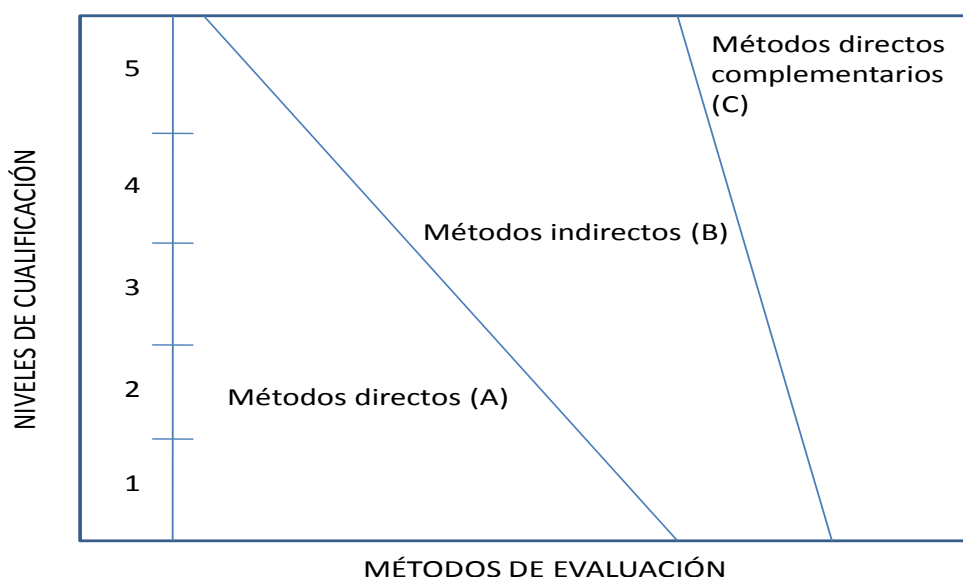 NIVELES DE CUALIFICACIÓN
5
4
3
2
1
Métodos directos
complementarios
(C)
Métodos indirectos (B)
Métodos directos (A)
MÉTODOS DE EVALUACIÓN